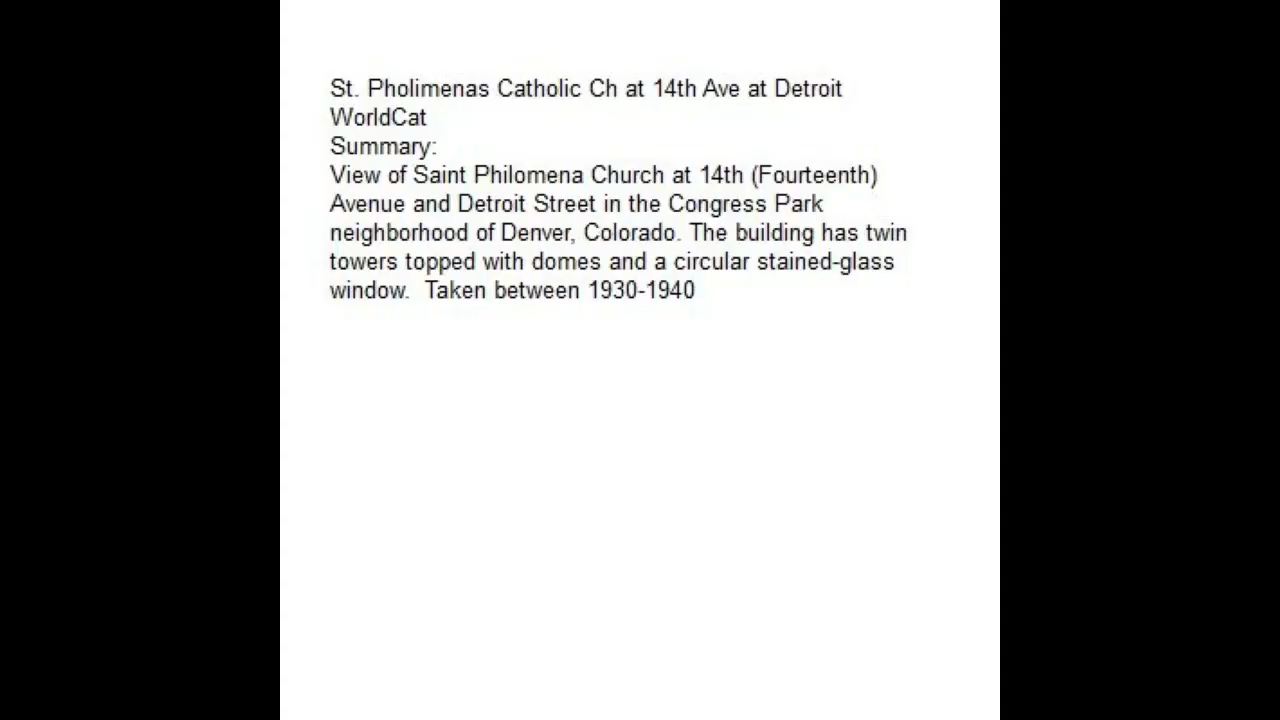 St. Pholimenas Catholic Ch at 14th Ave at Detroit
WorldCat
Summary:
View of Saint Philomena Church at 14th (Fourteenth)
Avenue and Detroit Street in the Congress Park
neighborhood of Denver, Colorado. The building has twin
towers topped with domes and a circular stained-glass
window.  Taken between 1930-1940